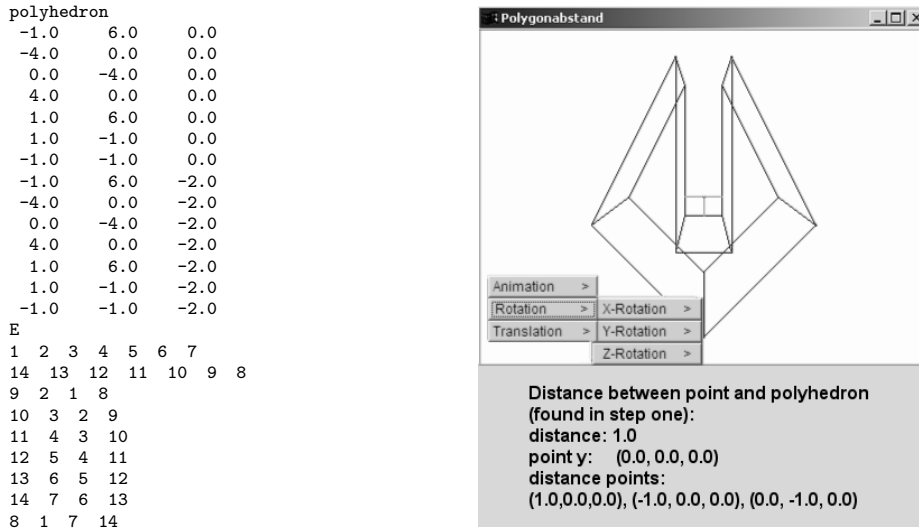 polyhedron
-1.0 6.0 0.0
-4.0 0.0 0.0
0.0 -4.0 0.0
4.0 0.0 0.0
1.0 6.0 0.0
1.0 -1.0 0.0
-1.0 -1.0 0.0
-1.0 6.0 -2.0
-4.0 0.0 -2.0
0.0 -4.0 -2.0
4.0 0.0 -2.0
1.0 6.0 -2.0
1.0 -1.0 -2.0
-1.0 -1.0 -2.0
E
1 2 3 4 5 6 7
14 13 12 11 10 9 8
9 2 1 8
10 3 2 9
11 4 3 10
12 5 4 11
13 6 5 12
14 7 6 13
8 1 7 14
Polygonabstand
Animation >
Rotation >
Translation >
X-Rotation >
Y-Rotation >
Z-Rotation >
Distance between point and polyhedron
(found in step one):
distance: 1.0
point y: (0.0, 0.0, 0.0)
distance points:
(1.0,0.0,0.0), (-1.0, 0.0, 0.0), (0.0, -1.0, 0.0)